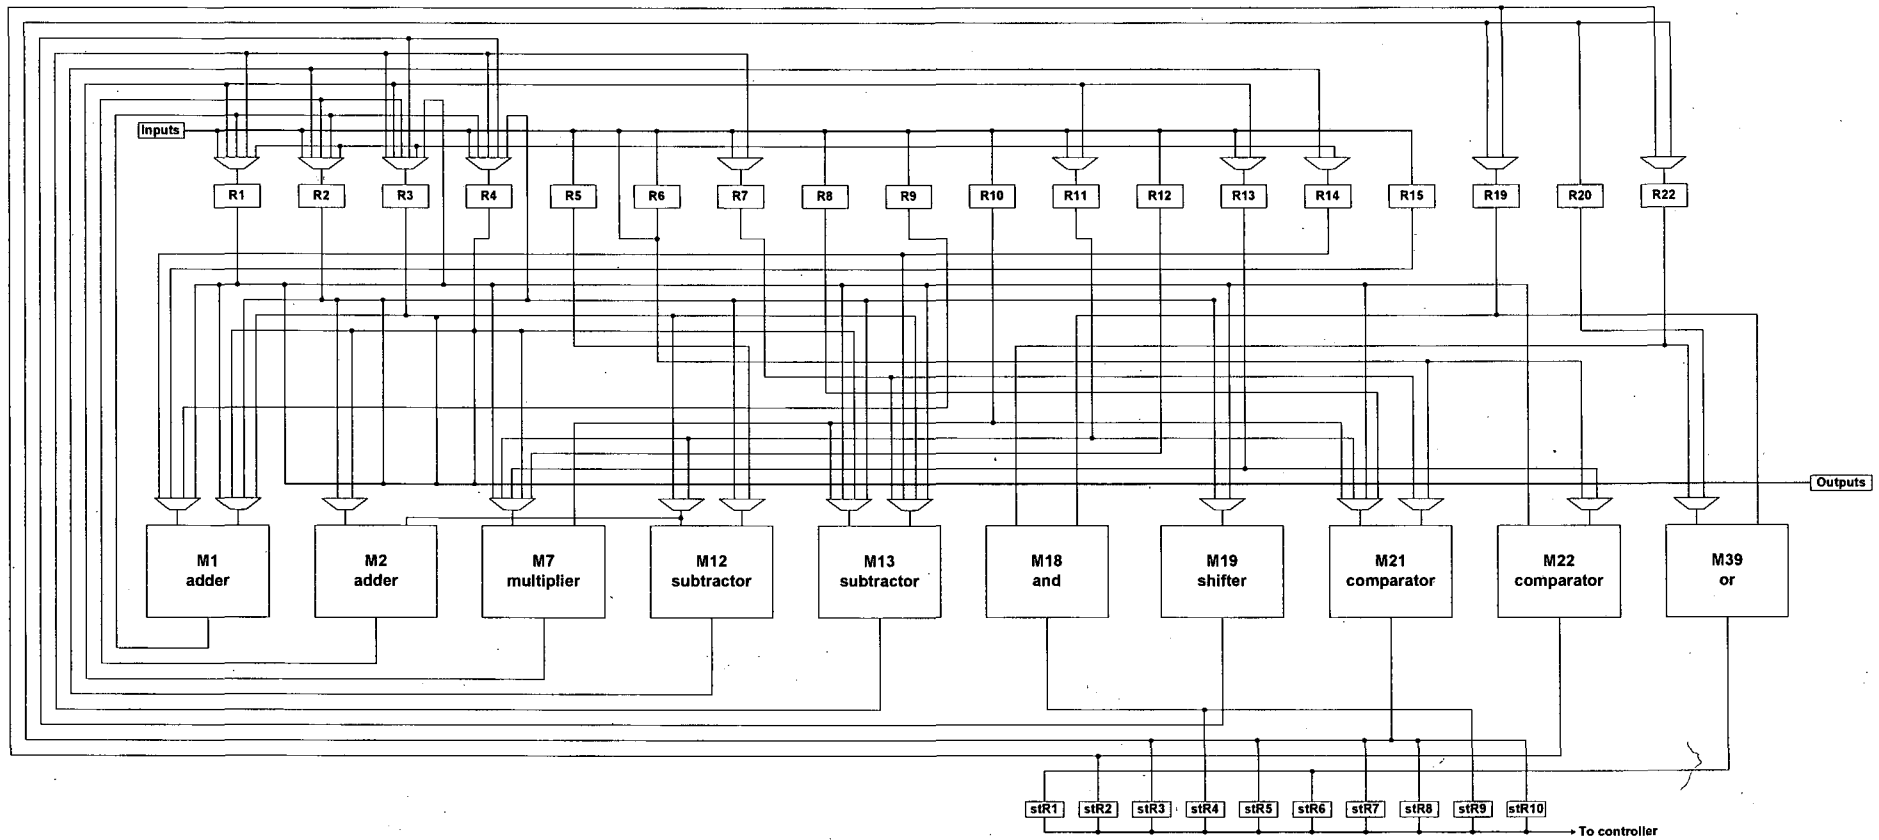 Inputs
R1 R2 R3 R4 R5 R6 R7 R8 R9 R10 R11 R12 R13 R14 R15 R19 R20 R22
Outputs
M1 adder
M2 adder
M7 multiplier
M12 subtractor
M13 subtractor
M18 and
M19 shifter
M21 comparator
M22 comparator
M39 or
stR1 stR2 stR3 stR4 stR5 stR6 stR7 stR8 stR9 stR10
To controller